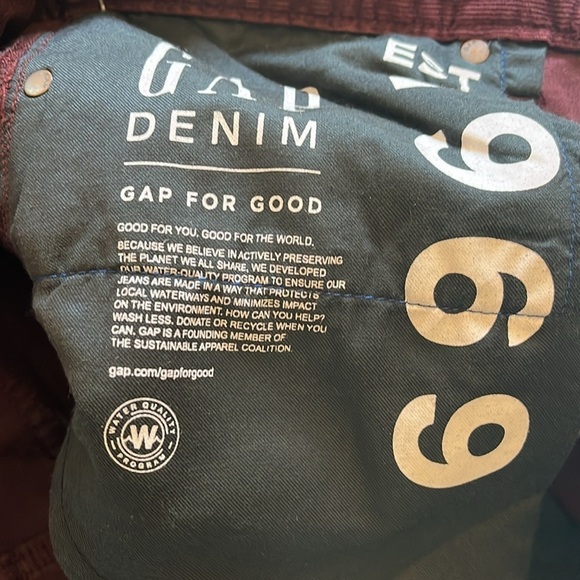 GAP
DENIM
GAP FOR GOOD
GOOD FOR YOU. GOOD FOR THE WORLD.
BECAUSE WE BELIEVE IN ACTIVELY PRESERVING
THE PLANET WE ALL SHARE, WE DEVELOPED
OUR WATER-QUALITY PROGRAM TO ENSURE OUR
JEANS ARE MADE IN A WAY THAT PROTECTS
LOCAL WATERWAYS AND MINIMIZES IMPACT
ON THE ENVIRONMENT. HOW CAN YOU HELP?
WASH LESS. DONATE OR RECYCLE WHEN YOU
CAN. GAP IS A FOUNDING MEMBER OF
THE SUSTAINABLE APPAREL COALITION.
gap.com/gapforgood
WATER QUALITY
W
PROGRAM
EST
1969